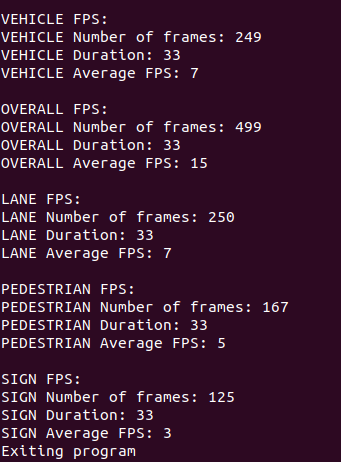 VEHICLE FPS:
VEHICLE Number of frames: 249
VEHICLE Duration: 33
VEHICLE Average FPS: 7
OVERALL FPS:
OVERALL Number of frames: 499
OVERALL Duration: 33
OVERALL Average FPS: 15
LANE FPS:
LANE Number of frames: 250
LANE Duration: 33
LANE Average FPS: 7
PEDESTRIAN FPS:
PEDESTRIAN Number of frames: 167
PEDESTRIAN Duration: 33
PEDESTRIAN Average FPS: 5
SIGN FPS:
SIGN Number of frames: 125
SIGN Duration: 33
SIGN Average FPS: 3
Exiting program